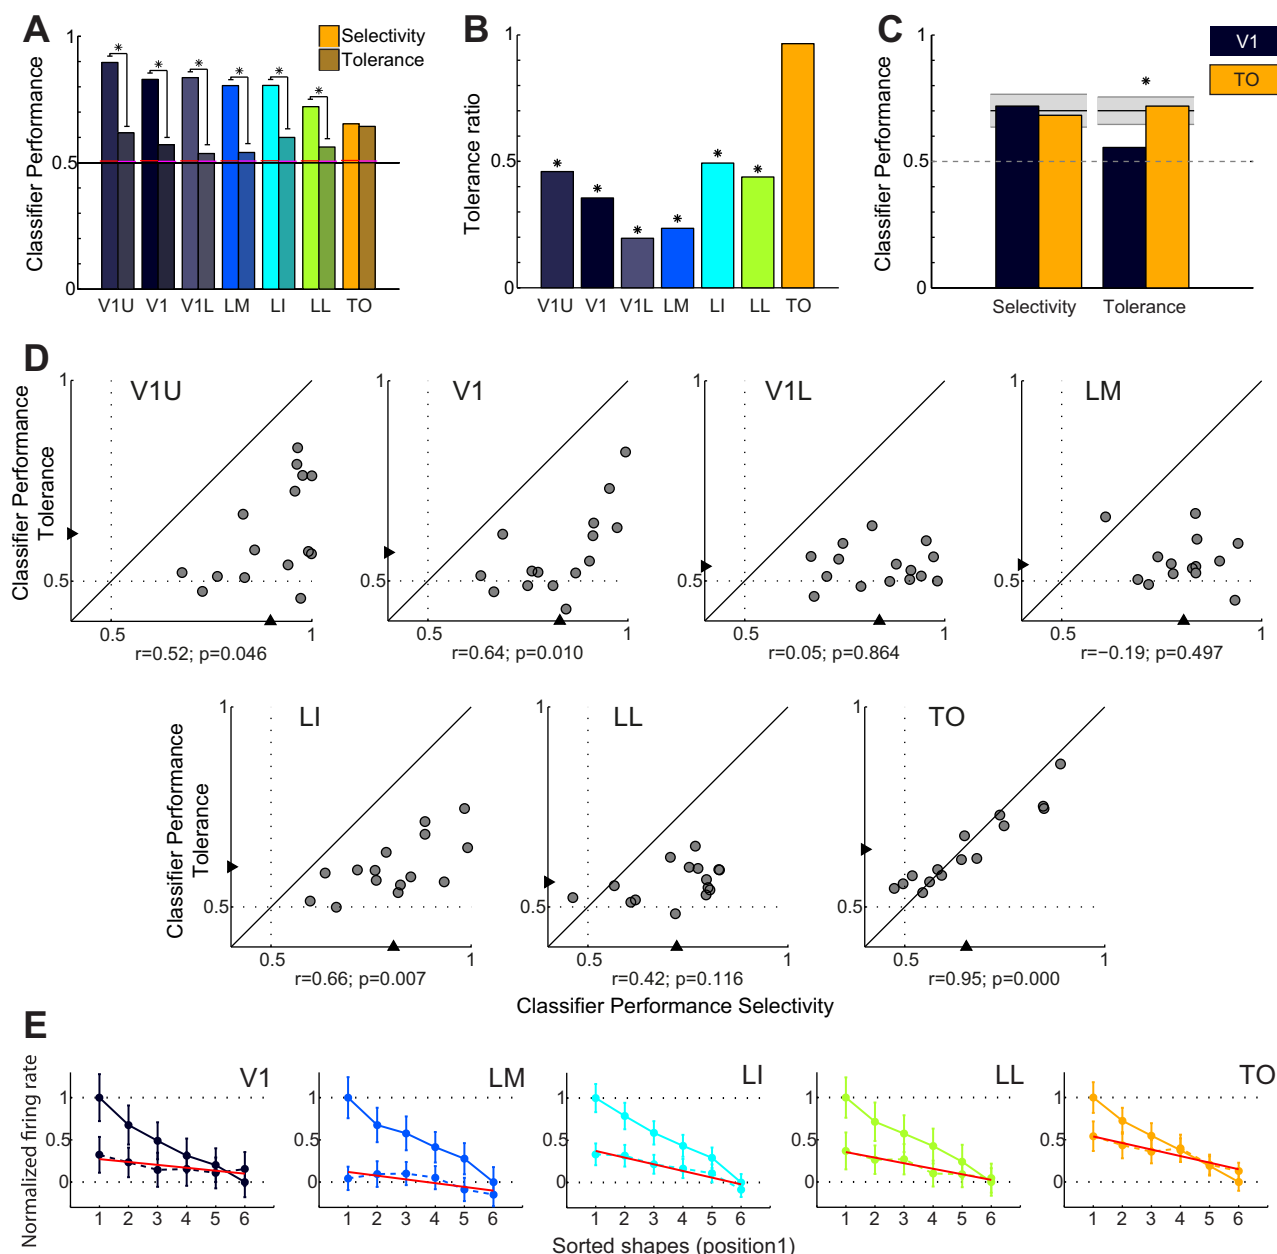 A
Classifier Performance
1
0.5
0
*
*
*
*
*
*
Selectivity
Tolerance
V1U V1 V1L LM LI LL TO
B
Tolerance ratio
1
0.5
0
*
*
*
*
*
*
V1U V1 V1L LM LI LL TO
C
Classifier Performance
1
0.5
0
*
V1
TO
Selectivity Tolerance
D
Classifier Performance
Tolerance
1
0.5
V1U
0.5 1
r=0.52; p=0.046
1
0.5
V1
0.5 1
r=0.64; p=0.010
1
0.5
V1L
0.5 1
r=0.05; p=0.864
1
0.5
LM
0.5 1
r=−0.19; p=0.497
Classifier Performance
Tolerance
1
0.5
LI
0.5 1
r=0.66; p=0.007
1
0.5
LL
0.5 1
r=0.42; p=0.116
1
0.5
TO
0.5 1
r=0.95; p=0.000
Classifier Performance Selectivity
E
Normalized firing rate
1
0.5
0
V1
1 2 3 4 5 6
1
0.5
0
LM
1 2 3 4 5 6
1
0.5
0
LI
1 2 3 4 5 6
1
0.5
0
LL
1 2 3 4 5 6
1
0.5
0
TO
1 2 3 4 5 6
Sorted shapes (position1)